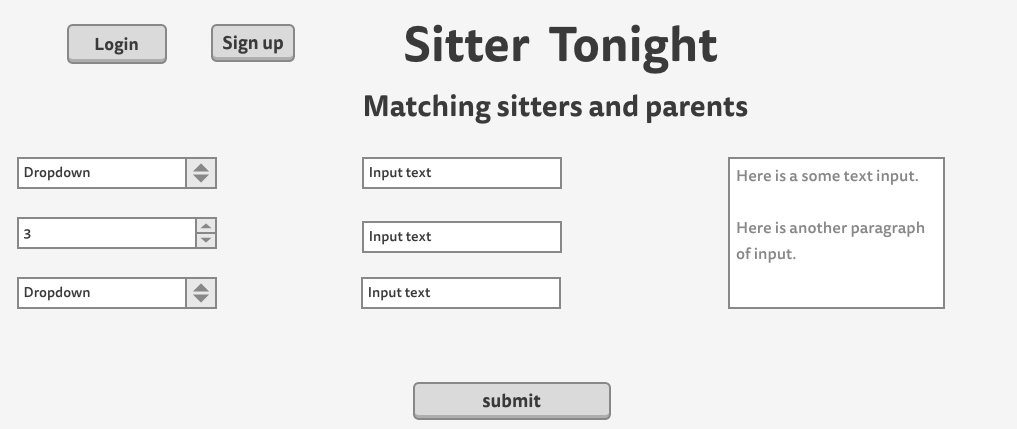 Login
Sign up
Sitter Tonight
Matching sitters and parents
Dropdown
3
Dropdown
Input text
Input text
Input text
Here is a some text input.
Here is another paragraph
of input.
submit